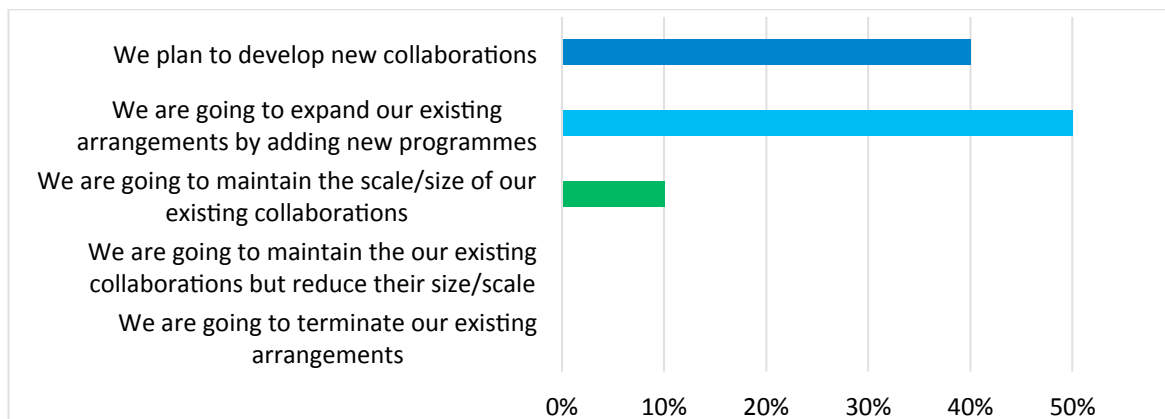 We plan to develop new collaborations
We are going to expand our existing
arrangements by adding new programmes
We are going to maintain the scale/size of our
existing collaborations
We are going to maintain the our existing
collaborations but reduce their size/scale
We are going to terminate our existing
arrangements
0% 10% 20% 30% 40% 50%